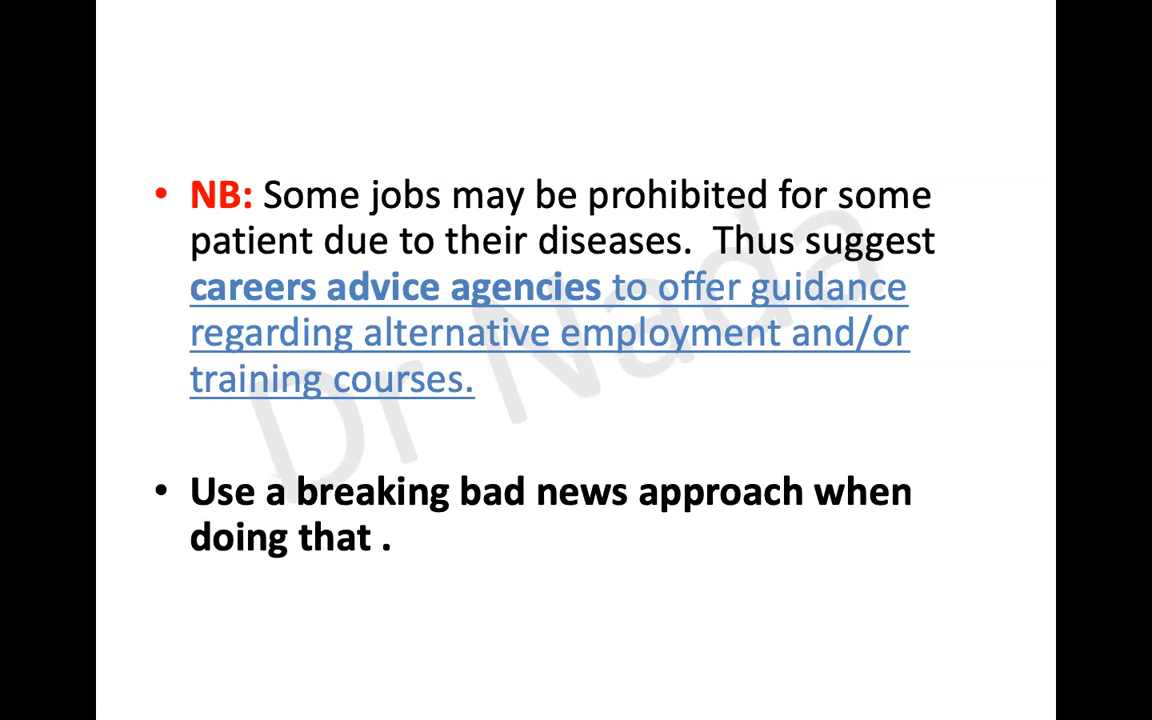 • NB: Some jobs may be prohibited for some
patient due to their diseases.  Thus suggest
careers advice agencies to offer guidance
regarding alternative employment and/or
training courses.
• Use a breaking bad news approach when
doing that .
Dr Nada